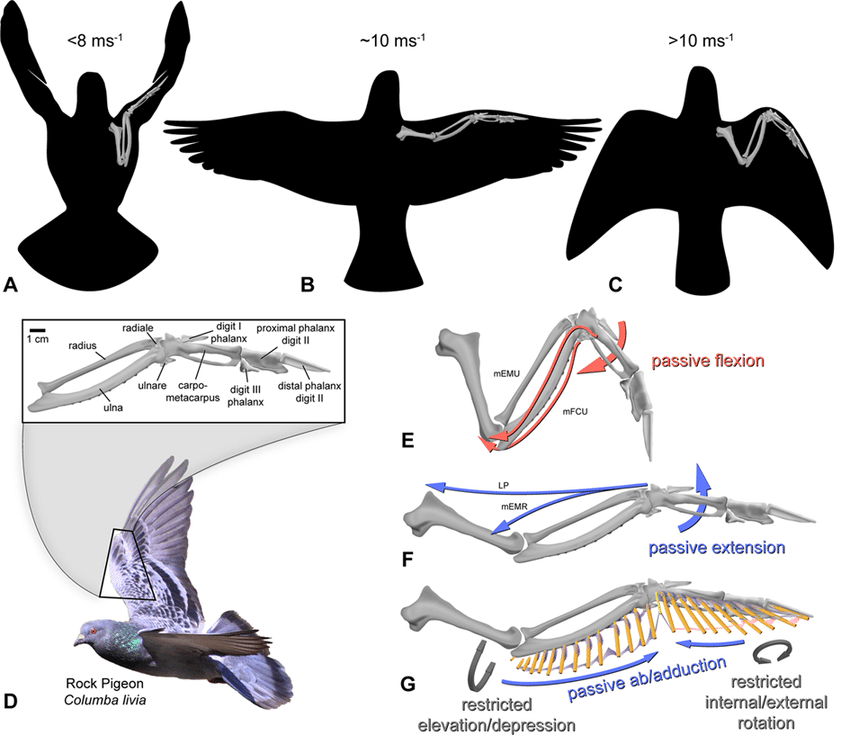 <8 ms-1
~10 ms-1
>10 ms-1
A
B
C
1 cm
radius
radiale
digit I
phalanx
proximal phalanx
digit II
ulna
ulnare
carpo-
metacarpus
digit III
phalanx
distal phalanx
digit II
Rock Pigeon
Columba livia
D
mEMU
mFCU
passive flexion
E
LP
mEMR
passive extension
F
G
passive ab/adduction
restricted
elevation/depression
restricted
internal/external
rotation